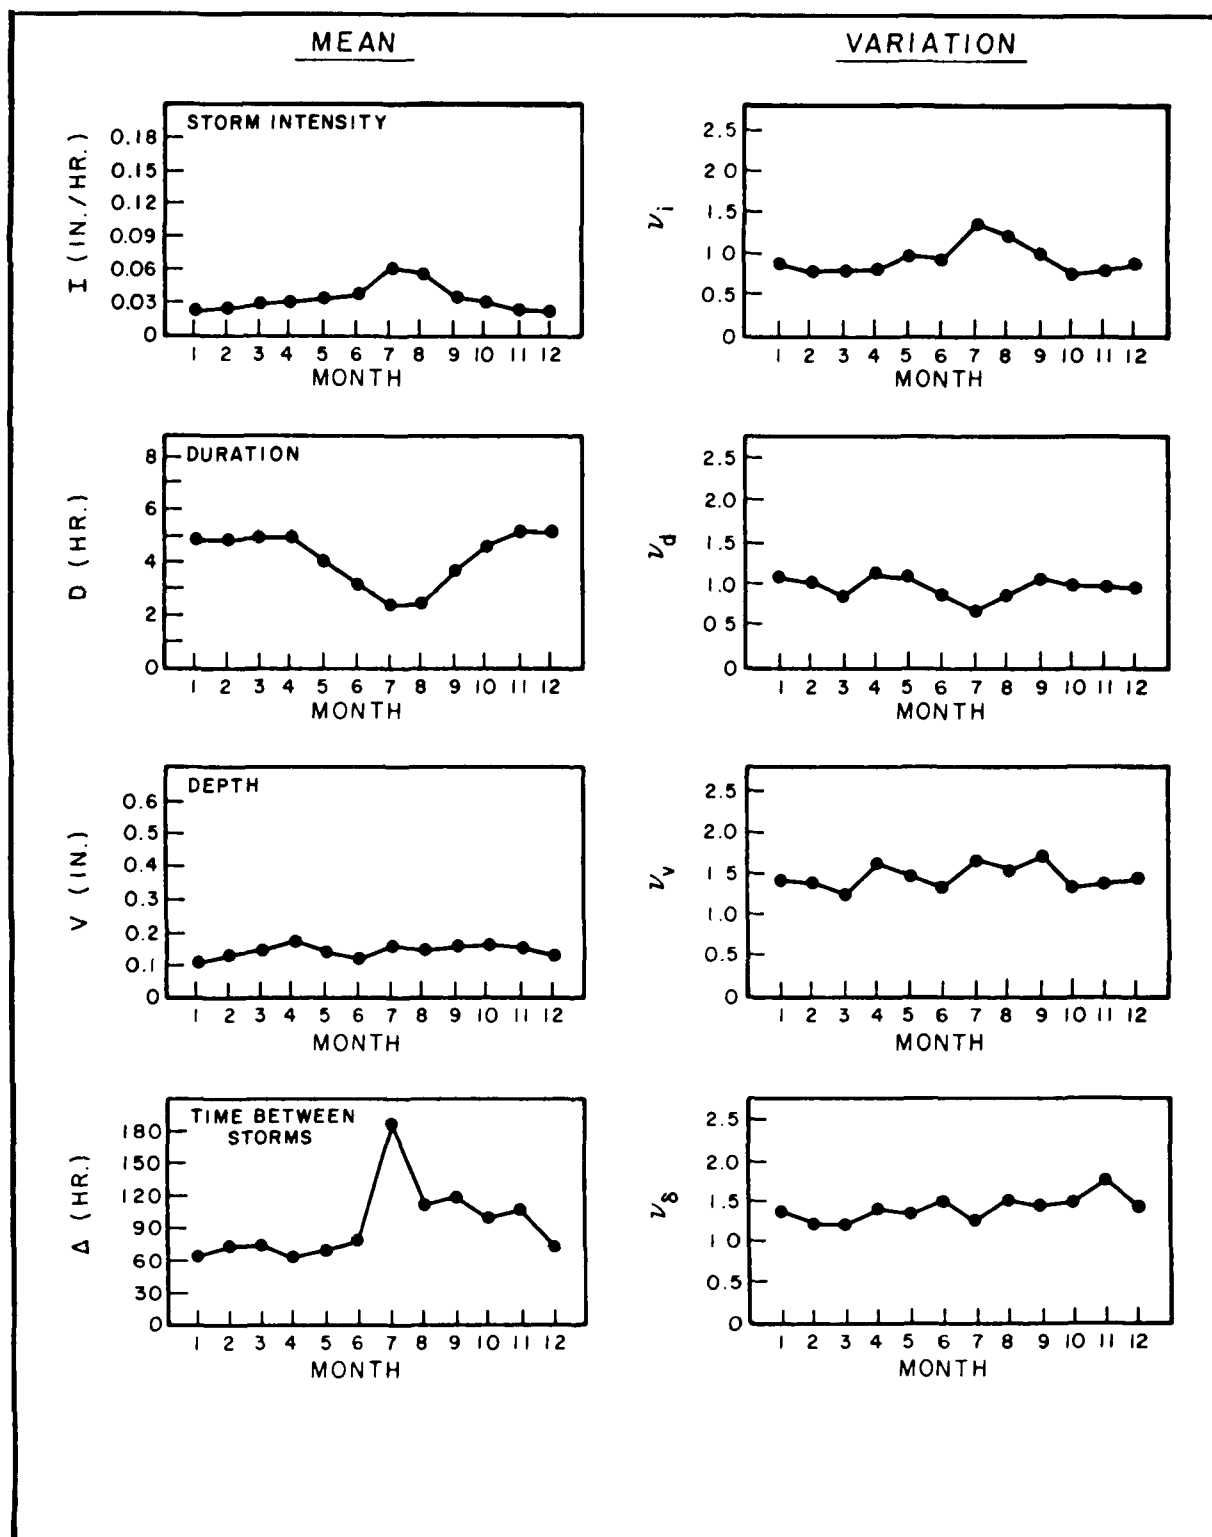 MEAN
VARIATION
STORM INTENSITY
I (IN./HR.)
0.18
0.15
0.12
0.09
0.06
0.03
0
1 2 3 4 5 6 7 8 9 10 11 12
MONTH
ν i
2.5
2 0
1.5
1.0
0.5
0
1 2 3 4 5 6 7 8 9 10 11 12
MONTH
DURATION
D (HR.)
8
6
4
2
0
1 2 3 4 5 6 7 8 9 10 11 12
MONTH
ν d
2.5
2.0
1.5
1.0
0 5
0
1 2 3 4 5 6 7 8 9 10 11 12
MONTH
DEPTH
V (IN.)
0.6
0.5
0.4
0.3
0.2
0.1
0
1 2 3 4 5 6 7 8 9 10 11 12
MONTH
ν v
2.5
2.0
1.5
1.0
0.5
0
1 2 3 4 5 6 7 8 9 10 11 12
MONTH
TIME BETWEEN
STORMS
Δ (HR.)
180
150
120
90
60
30
0
1 2 3 4 5 6 7 8 9 10 11 12
MONTH
ν δ
2.5
2.0
1.5
1 0
0.5
0
1 2 3 4 5 6 7 8 9 10 11 12
MONTH